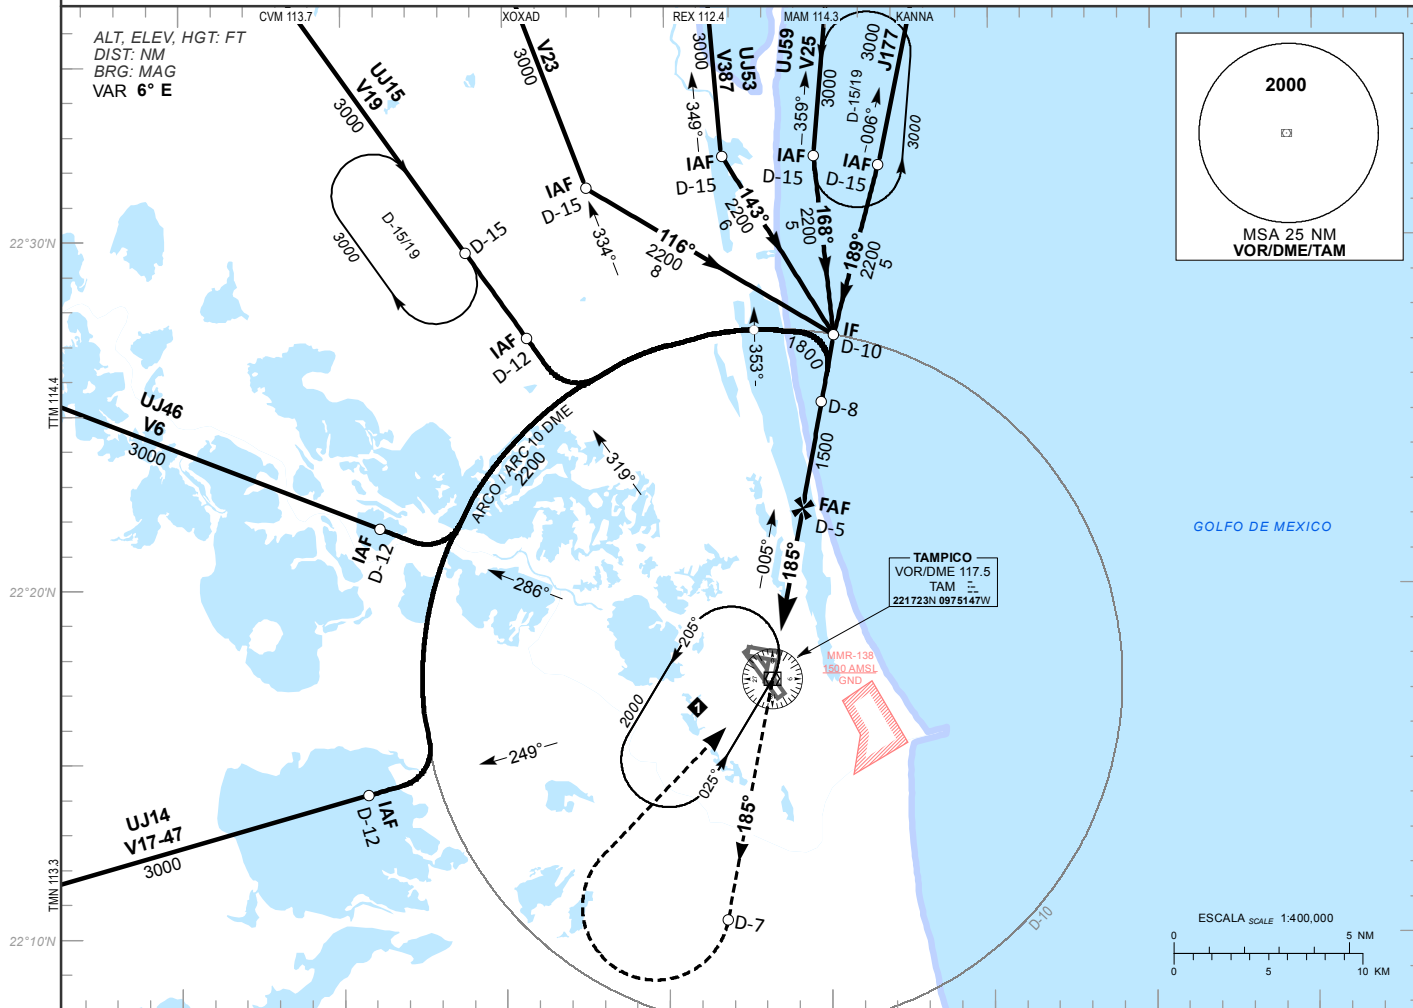 CVM 113.7
XOXAD
REX 112.4
MAM 114.3
KANNA
ALT, ELEV, HGT: FT
DIST: NM
BRG: MAG
VAR 6° E
UJ15
V19
3000
V23
3000
3000
V387
UJ53
UJ59
V25
3000
D-15/19
3000
J177
3000
349°
359°
006°
IAF
D-15
IAF
D-15
IAF
D-15
IAF
D-15
2000
MSA 25 NM
VOR/DME/TAM
D-15/19
3000
D-15
334°
116°
2200
8
143°
2200
6
168°
2200
5
189°
2200
5
22°30'N
IAF
D-12
353°
1800
IF
D-10
D-8
1500
TTM 114.4
UJ46
V6
3000
ARCO / ARC 10 DME
2200
319°
FAF
D-5
GOLFO DE MEXICO
IAF
D-12
286°
005°
185°
TAMPICO
VOR/DME 117.5
TAM
221723N 0975147W
22°20'N
205°
2000
1
025°
MMR-138
1500 AMSL
GND
249°
185°
IAF
D-12
UJ14
V17-47
3000
TMN 113.3
D-7
D-10
22°10'N
ESCALA SCALE 1:400,000
0 5 NM
0 5 10 KM